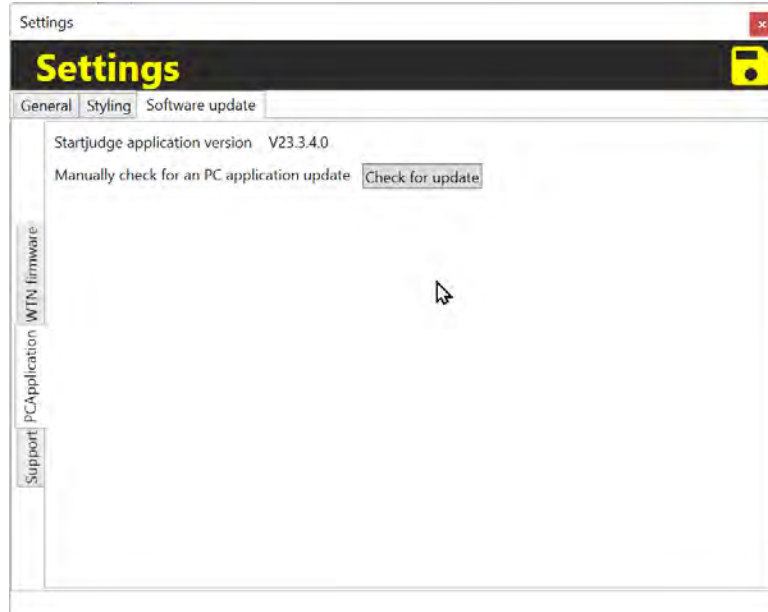 Settings
Settings
General Styling Software update
Startjudge application version V23.3.4.0
Manually check for an PC application update Check for update
WTN firmware
PCApplication
Support